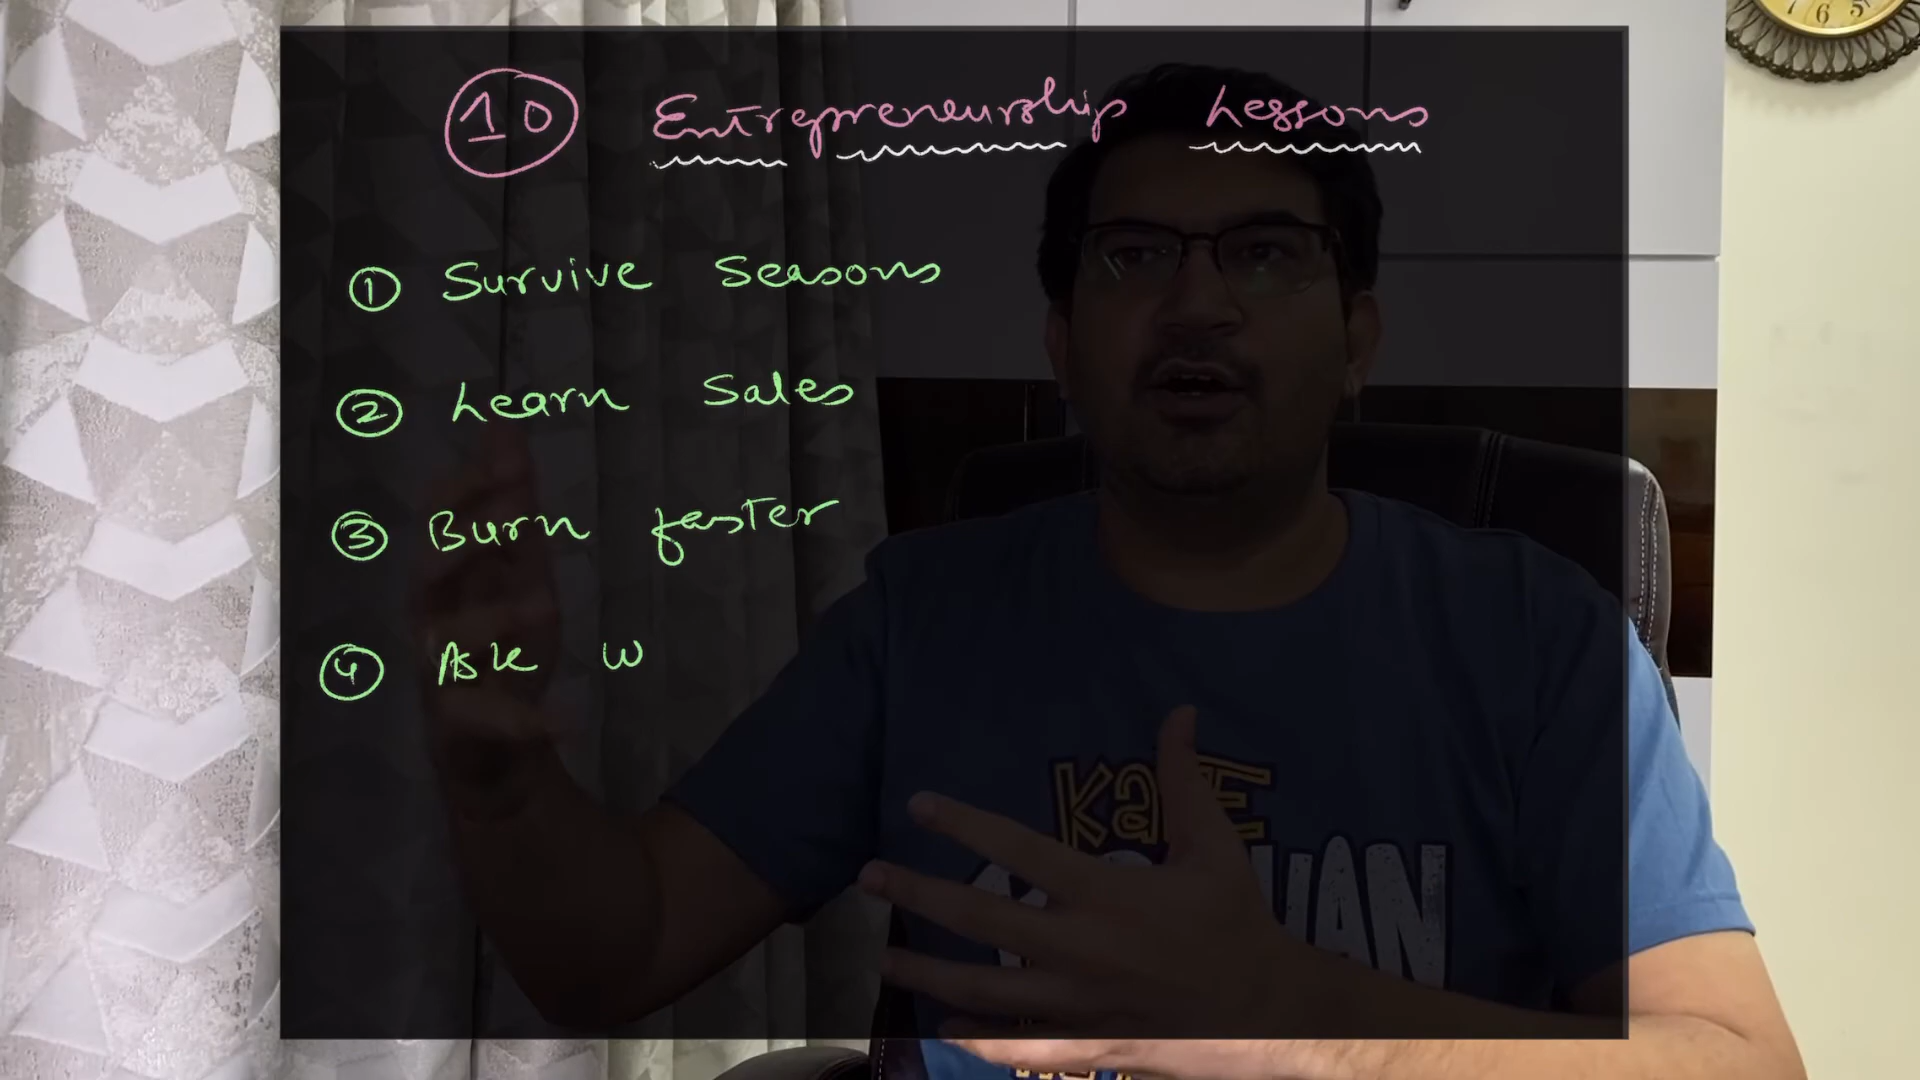 10 Entrepreneurship Lessons
1 Survive Seasons
2 Learn Sales
3 Burn faster
4 Ask w